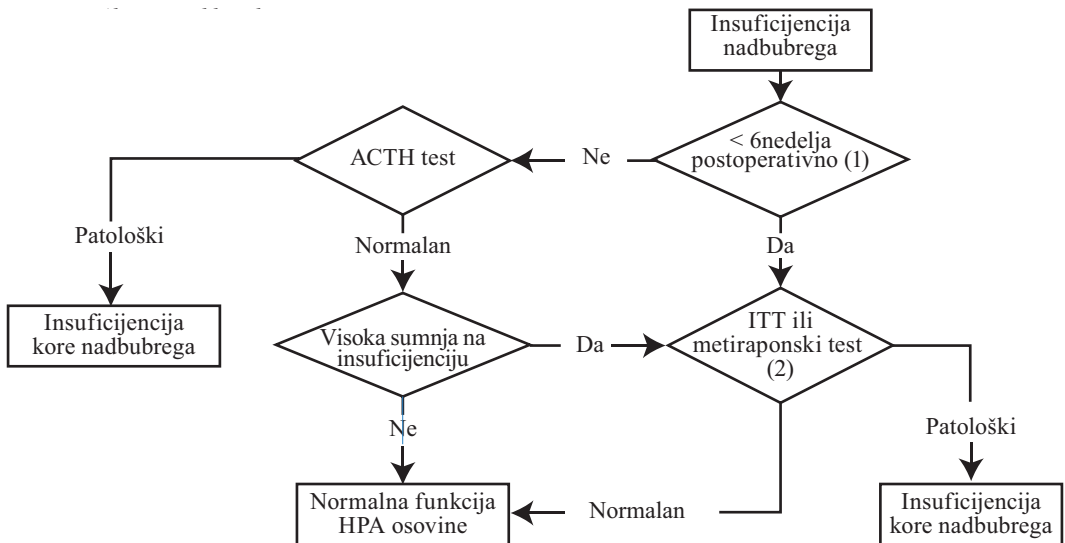 Insuficijencija
nadbubrega
< 6nedelja
postoperativno (1)
Ne
ACTH test
Patološki
Normalan
Da
Insuficijencija
kore nadbubrega
Visoka sumnja na
insuficijenciju
Da
ITT ili
metiraponski test
(2)
Ne
Patološki
Normalna funkcija
HPA osovine
Normalan
Insuficijencija
kore nadbubrega